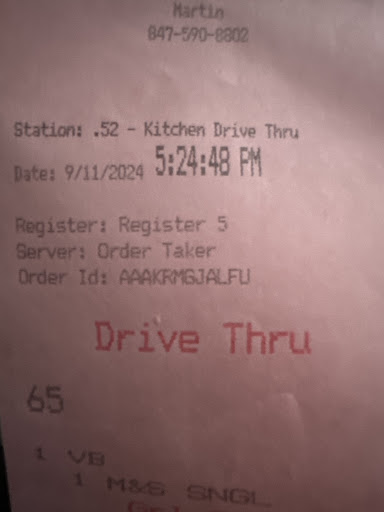 Martin
847-590-8802
Station: .52 - Kitchen Drive Thru
Date: 9/11/2024 5:24:48 PM
Register: Register 5
Server: Order Taker
Order Id: AAAKRMGJALFU
Drive Thru
65
1 VB
1 M&S SNGL